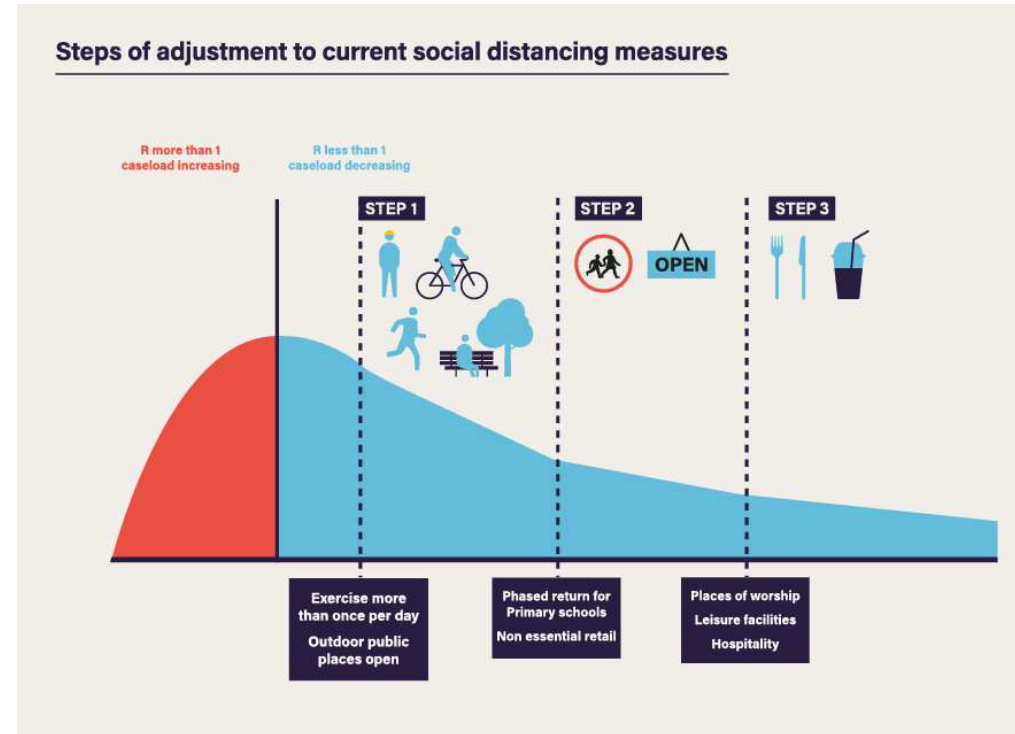 Steps of adjustment to current social distancing measures
R more than 1
caseload increasing
R less than 1
caseload decreasing
STEP 1
STEP 2
STEP 3
OPEN
Exercise more
than once per day
Outdoor public
places open
Phased return for
Primary schools
Non essential retail
Places of worship
Leisure facilities
Hospitality